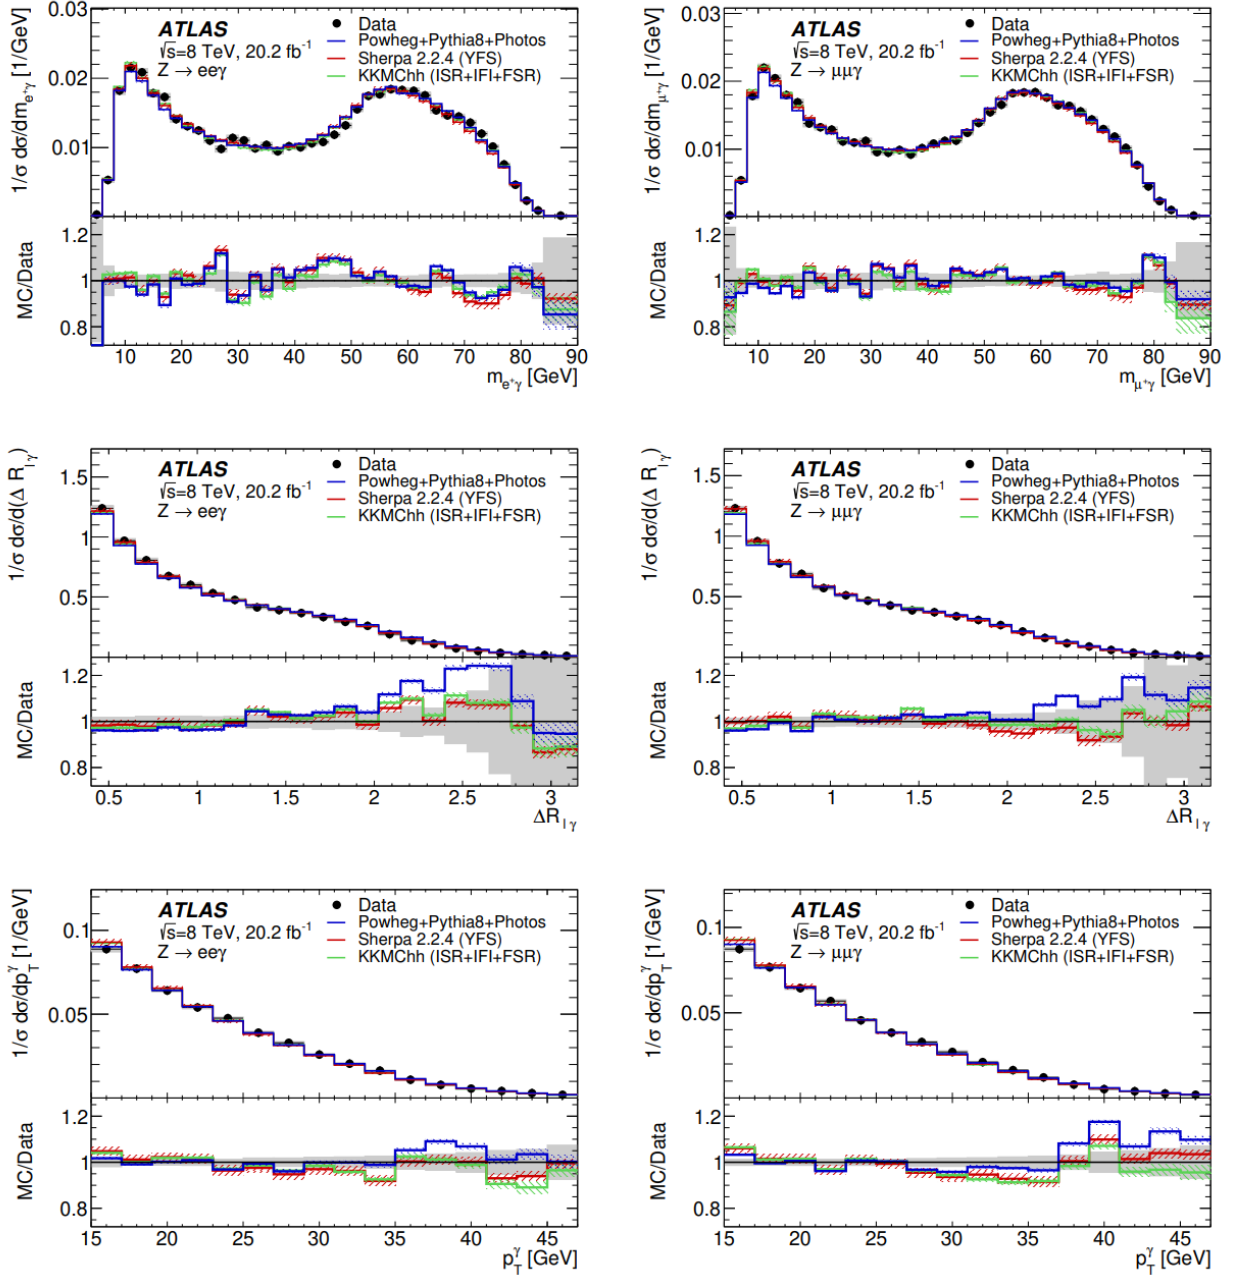 0.03
0.02
0.01
1/σ dσ/dm_{e⁺γ} [1/GeV]
ATLAS
√s=8 TeV, 20.2 fb⁻¹
Z → eeγ
Data
Powheg+Pythia8+Photos
Sherpa 2.2.4 (YFS)
KKMChh (ISR+IFI+FSR)
MC/Data
1.2
1
0.8
10 20 30 40 50 60 70 80 90
m_{e⁺γ} [GeV]
0.03
0.02
0.01
1/σ dσ/dm_{μ⁺γ} [1/GeV]
ATLAS
√s=8 TeV, 20.2 fb⁻¹
Z → μμγ
Data
Powheg+Pythia8+Photos
Sherpa 2.2.4 (YFS)
KKMChh (ISR+IFI+FSR)
MC/Data
1.2
1
0.8
10 20 30 40 50 60 70 80 90
m_{μ⁺γ} [GeV]
1.5
1
0.5
1/σ dσ/d(Δ R_{lγ})
ATLAS
√s=8 TeV, 20.2 fb⁻¹
Z → eeγ
Data
Powheg+Pythia8+Photos
Sherpa 2.2.4 (YFS)
KKMChh (ISR+IFI+FSR)
MC/Data
1.2
1
0.8
0.5 1 1.5 2 2.5 3
ΔR_{lγ}
1.5
1
0.5
1/σ dσ/d(Δ R_{lγ})
ATLAS
√s=8 TeV, 20.2 fb⁻¹
Z → μμγ
Data
Powheg+Pythia8+Photos
Sherpa 2.2.4 (YFS)
KKMChh (ISR+IFI+FSR)
MC/Data
1.2
1
0.8
0.5 1 1.5 2 2.5 3
ΔR_{lγ}
0.1
0.05
1/σ dσ/dp_T^γ [1/GeV]
ATLAS
√s=8 TeV, 20.2 fb⁻¹
Z → eeγ
Data
Powheg+Pythia8+Photos
Sherpa 2.2.4 (YFS)
KKMChh (ISR+IFI+FSR)
MC/Data
1.2
1
0.8
15 20 25 30 35 40 45
p_T^γ [GeV]
0.1
0.05
1/σ dσ/dp_T^γ [1/GeV]
ATLAS
√s=8 TeV, 20.2 fb⁻¹
Z → μμγ
Data
Powheg+Pythia8+Photos
Sherpa 2.2.4 (YFS)
KKMChh (ISR+IFI+FSR)
MC/Data
1.2
1
0.8
15 20 25 30 35 40 45
p_T^γ [GeV]